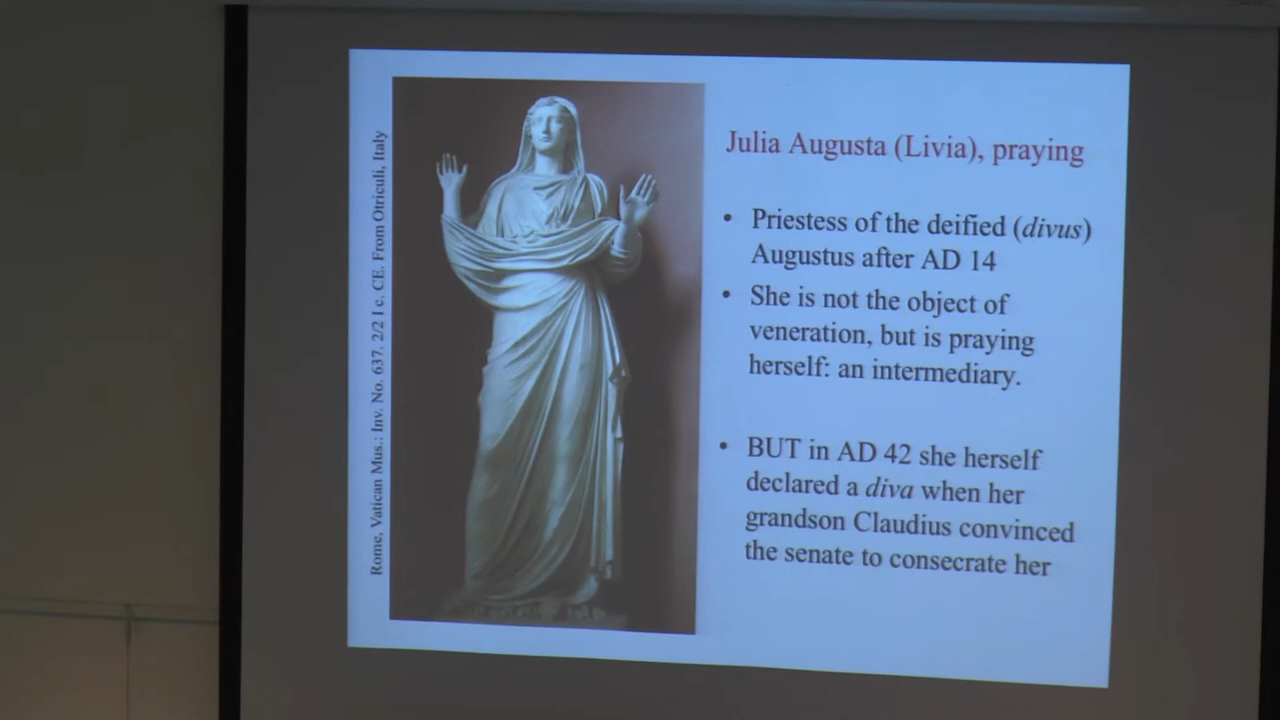 Rome, Vatican Mus.: Inv. No. 637. 2/2 1 c. CE. From Otriculi, Italy
Julia Augusta (Livia), praying
• Priestess of the deified (divus)
Augustus after AD 14
• She is not the object of
veneration, but is praying
herself: an intermediary.
• BUT in AD 42 she herself
declared a diva when her
grandson Claudius convinced
the senate to consecrate her